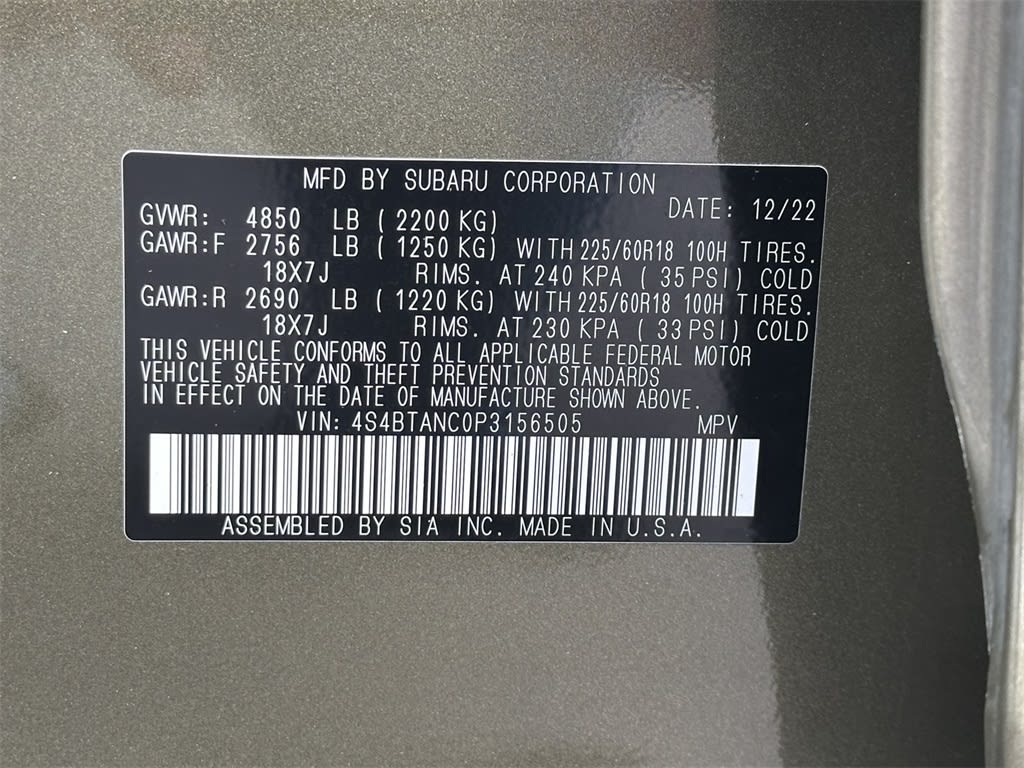 MFD BY SUBARU CORPORATION
DATE: 12/22
GVWR: 4850 LB ( 2200 KG)
GAWR:F 2756 LB ( 1250 KG) WITH 225/60R18 100H TIRES.
18X7J RIMS. AT 240 KPA ( 35 PSI) COLD
GAWR:R 2690 LB ( 1220 KG) WITH 225/60R18 100H TIRES.
18X7J RIMS. AT 230 KPA ( 33 PSI) COLD
THIS VEHICLE CONFORMS TO ALL APPLICABLE FEDERAL MOTOR
VEHICLE SAFETY AND THEFT PREVENTION STANDARDS
IN EFFECT ON THE DATE OF MANUFACTURE SHOWN ABOVE.
VIN: 4S4BTANC0P3156505 MPV
ASSEMBLED BY SIA INC. MADE IN U.S.A.